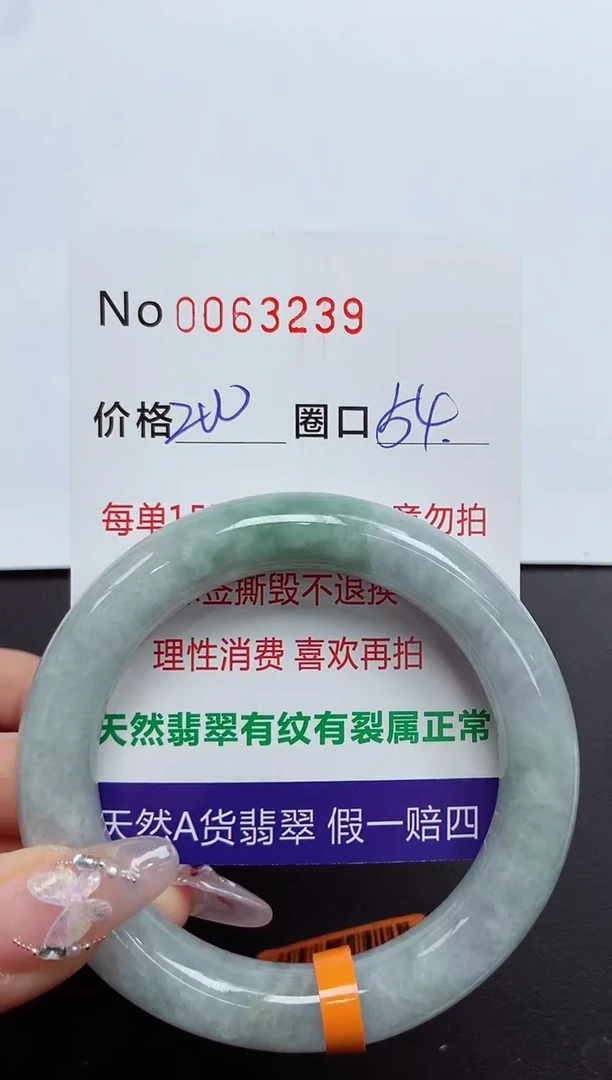 No 0063239
价格 200 圈口 54.
每单15 意勿拍
签撕毁不退换
理性消费 喜欢再拍
天然翡翠有纹有裂属正常
天然A货翡翠 假一赔四